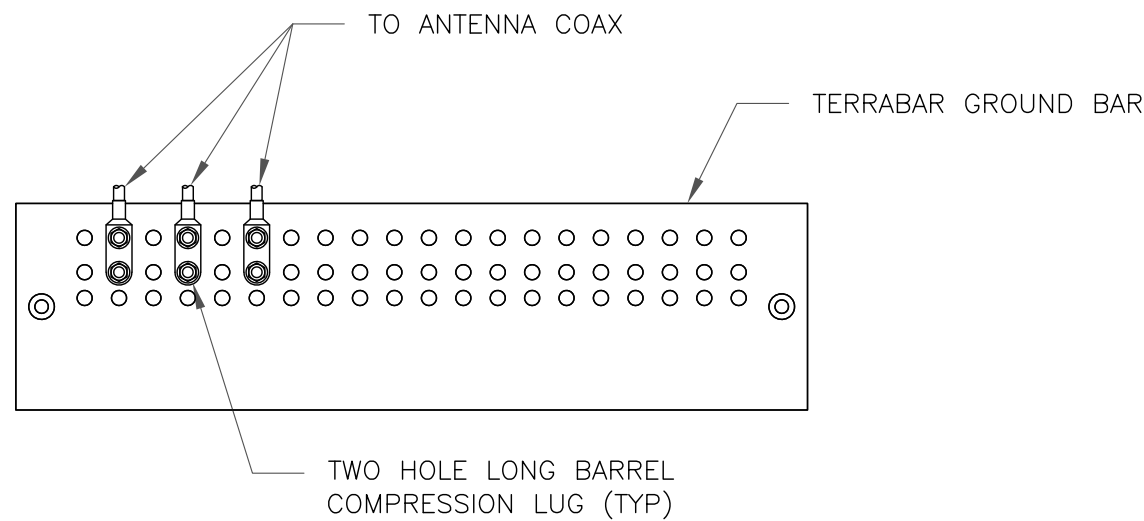 TO ANTENNA COAX
TERRABAR GROUND BAR
TWO HOLE LONG BARREL
COMPRESSION LUG (TYP)